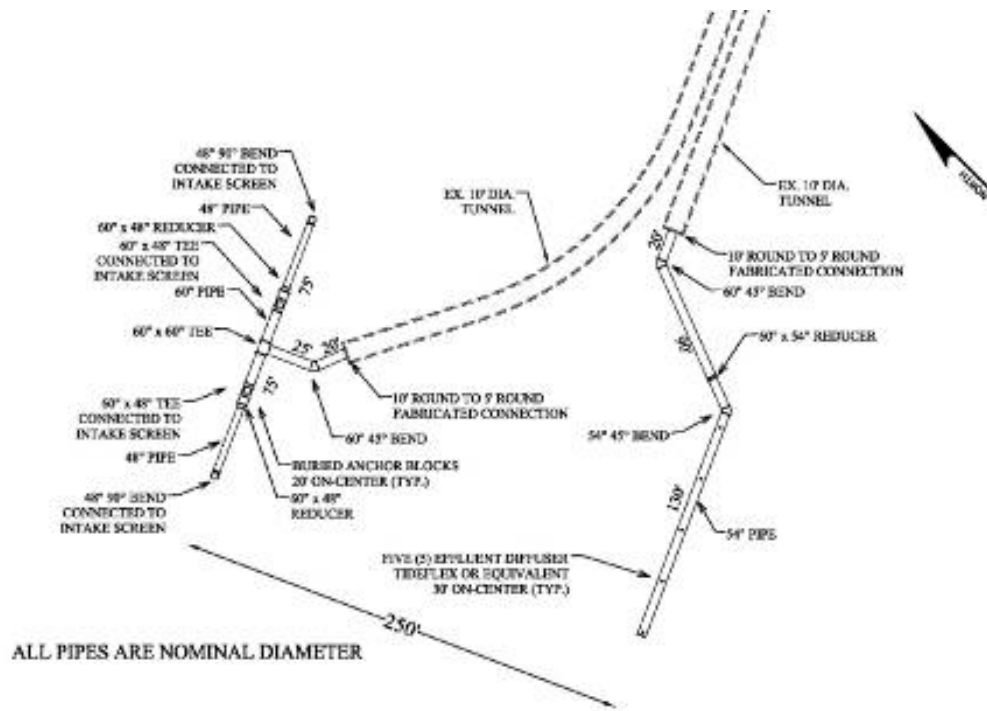 48" 90° BEND
CONNECTED TO
INTAKE SCREEN
48" PIPE
60" x 48" REDUCER
60" x 48" TEE
CONNECTED TO
INTAKE SCREEN
60" PIPE
60" x 60" TEE
60" x 48" TEE
CONNECTED TO
INTAKE SCREEN
48" PIPE
48" 90° BEND
CONNECTED TO
INTAKE SCREEN
75'
25'
20'
75'
EX. 10' DIA.
TUNNEL
10' ROUND TO 5' ROUND
FABRICATED CONNECTION
60" 45° BEND
BURIED ANCHOR BLOCKS
20' ON-CENTER (TYP.)
60" x 48"
REDUCER
NORTH
EX. 10' DIA.
TUNNEL
20'
10' ROUND TO 5' ROUND
FABRICATED CONNECTION
60" 45° BEND
60" x 54" REDUCER
54" 45° BEND
130'
54" PIPE
FIVE (5) EFFLUENT DIFFUSER
TIDEFLEX OR EQUIVALENT
30' ON-CENTER (TYP.)
250'
ALL PIPES ARE NOMINAL DIAMETER